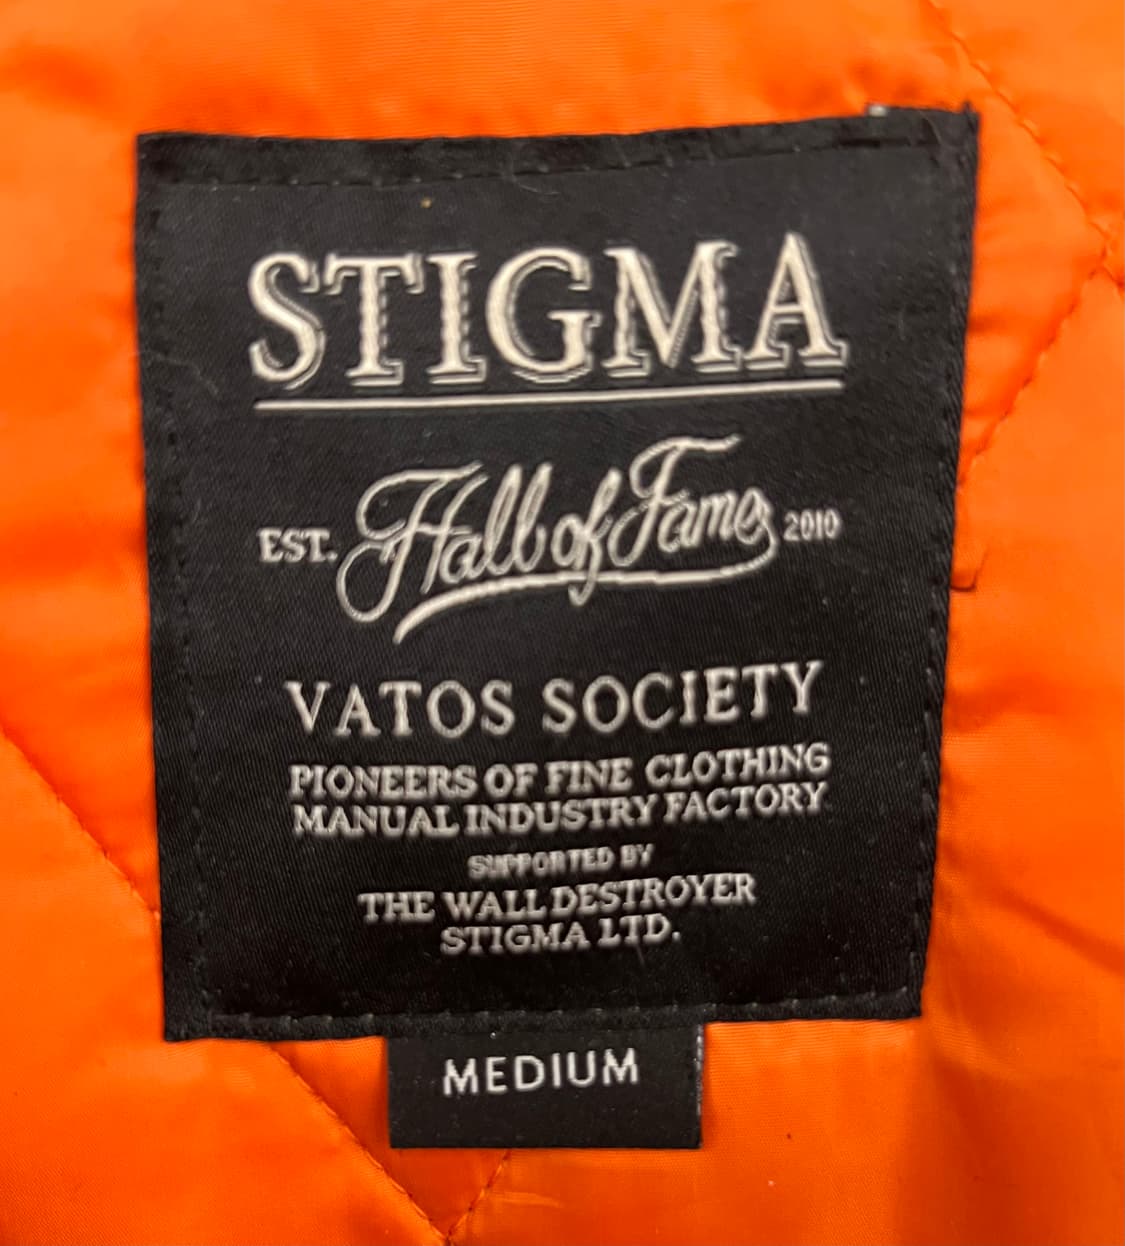 STIGMA
EST. Hall of Fame 2010
VATOS SOCIETY
PIONEERS OF FINE CLOTHING
MANUAL INDUSTRY FACTORY
SUPPORTED BY
THE WALL DESTROYER
STIGMA LTD.
MEDIUM